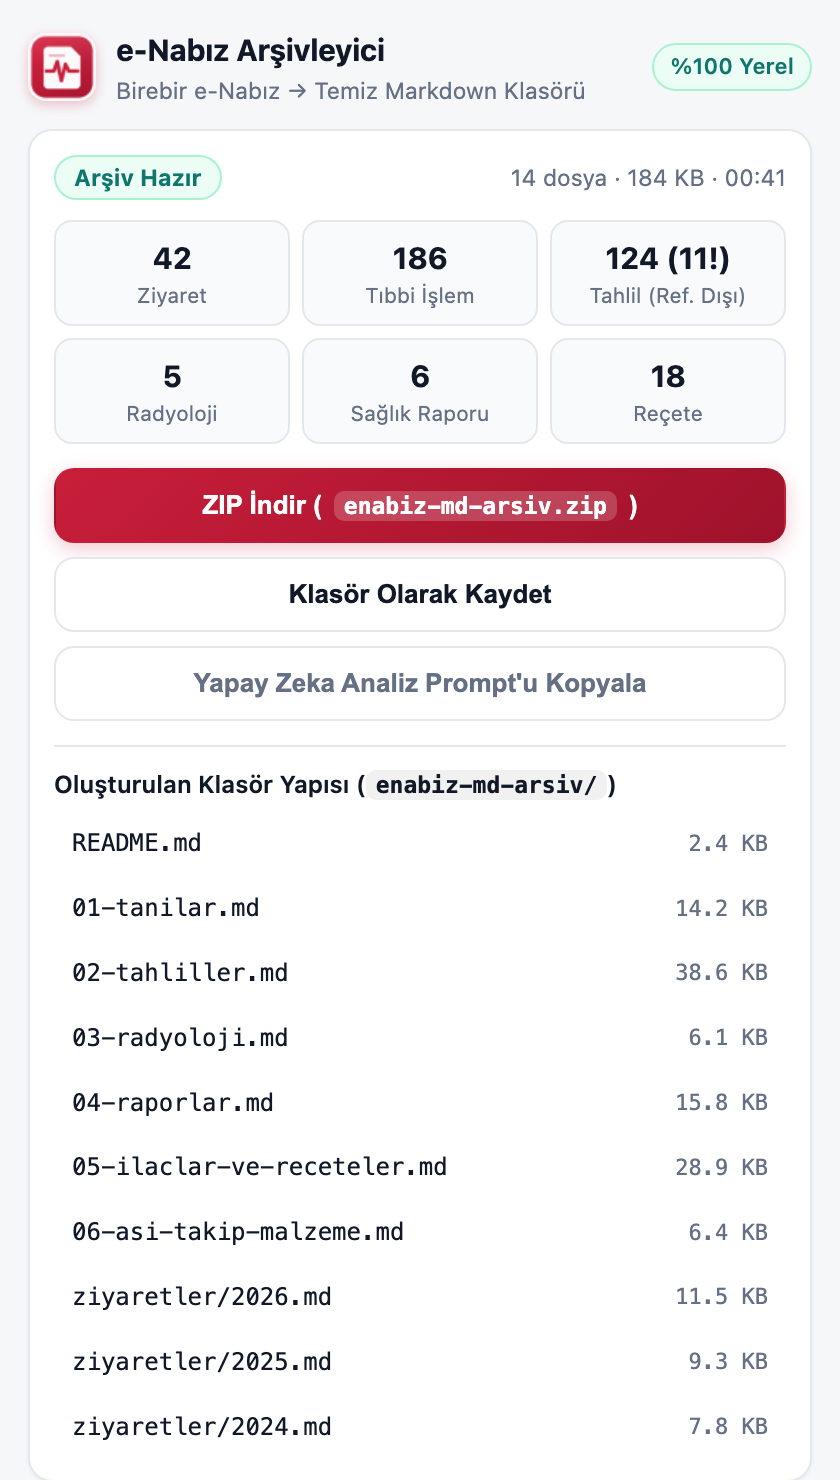 e-Nabız Arşivleyici
Birebir e-Nabız → Temiz Markdown Klasörü
%100 Yerel
Arşiv Hazır
14 dosya · 184 KB · 00:41
42
Ziyaret
186
Tıbbi İşlem
124 (11!)
Tahlil (Ref. Dışı)
5
Radyoloji
6
Sağlık Raporu
18
Reçete
ZIP İndir ( enabiz-md-arsiv.zip )
Klasör Olarak Kaydet
Yapay Zeka Analiz Prompt'u Kopyala
Oluşturulan Klasör Yapısı ( enabiz-md-arsiv/ )
README.md 2.4 KB
01-tanilar.md 14.2 KB
02-tahliller.md 38.6 KB
03-radyoloji.md 6.1 KB
04-raporlar.md 15.8 KB
05-ilaclar-ve-receteler.md 28.9 KB
06-asi-takip-malzeme.md 6.4 KB
ziyaretler/2026.md 11.5 KB
ziyaretler/2025.md 9.3 KB
ziyaretler/2024.md 7.8 KB